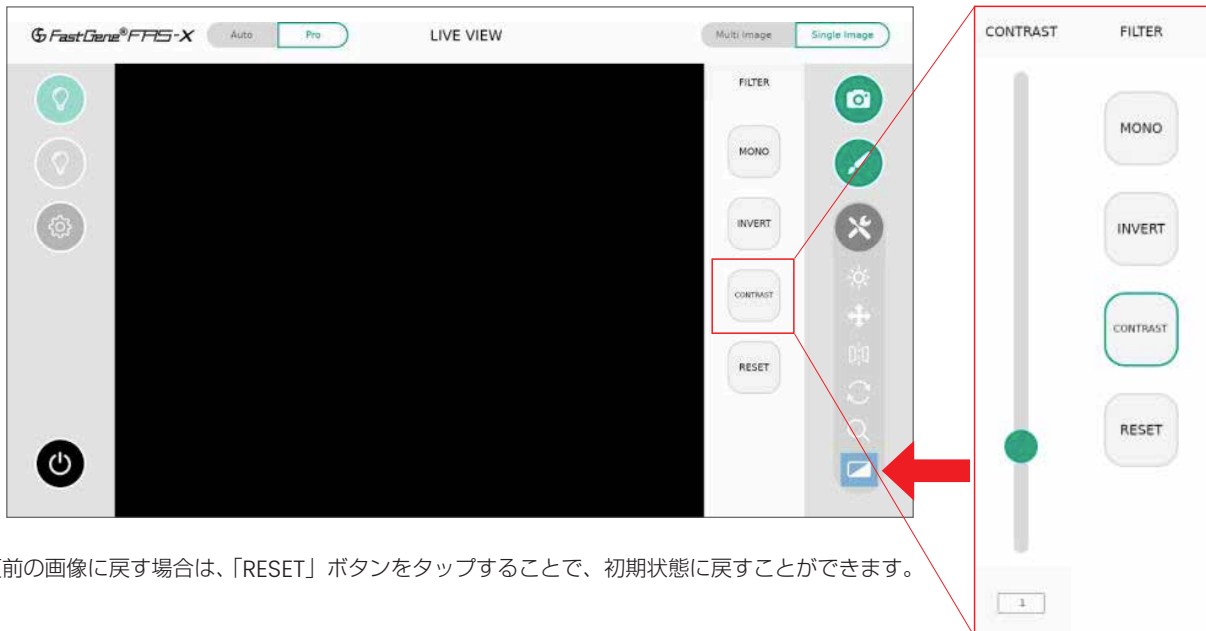 FastGene® FAS-X
Auto
Pro
LIVE VIEW
Multi Image
Single Image
FILTER
MONO
INVERT
CONTRAST
RESET
CONTRAST
FILTER
MONO
INVERT
CONTRAST
RESET
1
前の画像に戻す場合は、「RESET」ボタンをタップすることで、初期状態に戻すことができます。